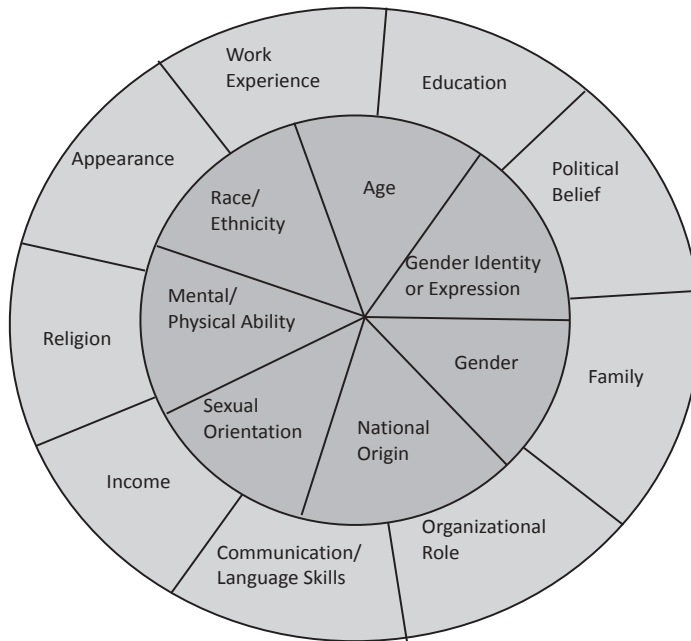 Work
Experience
Education
Political
Belief
Family
Organizational
Role
Communication/
Language Skills
Income
Religion
Appearance
Age
Gender Identity
or Expression
Gender
National
Origin
Sexual
Orientation
Mental/
Physical Ability
Race/
Ethnicity